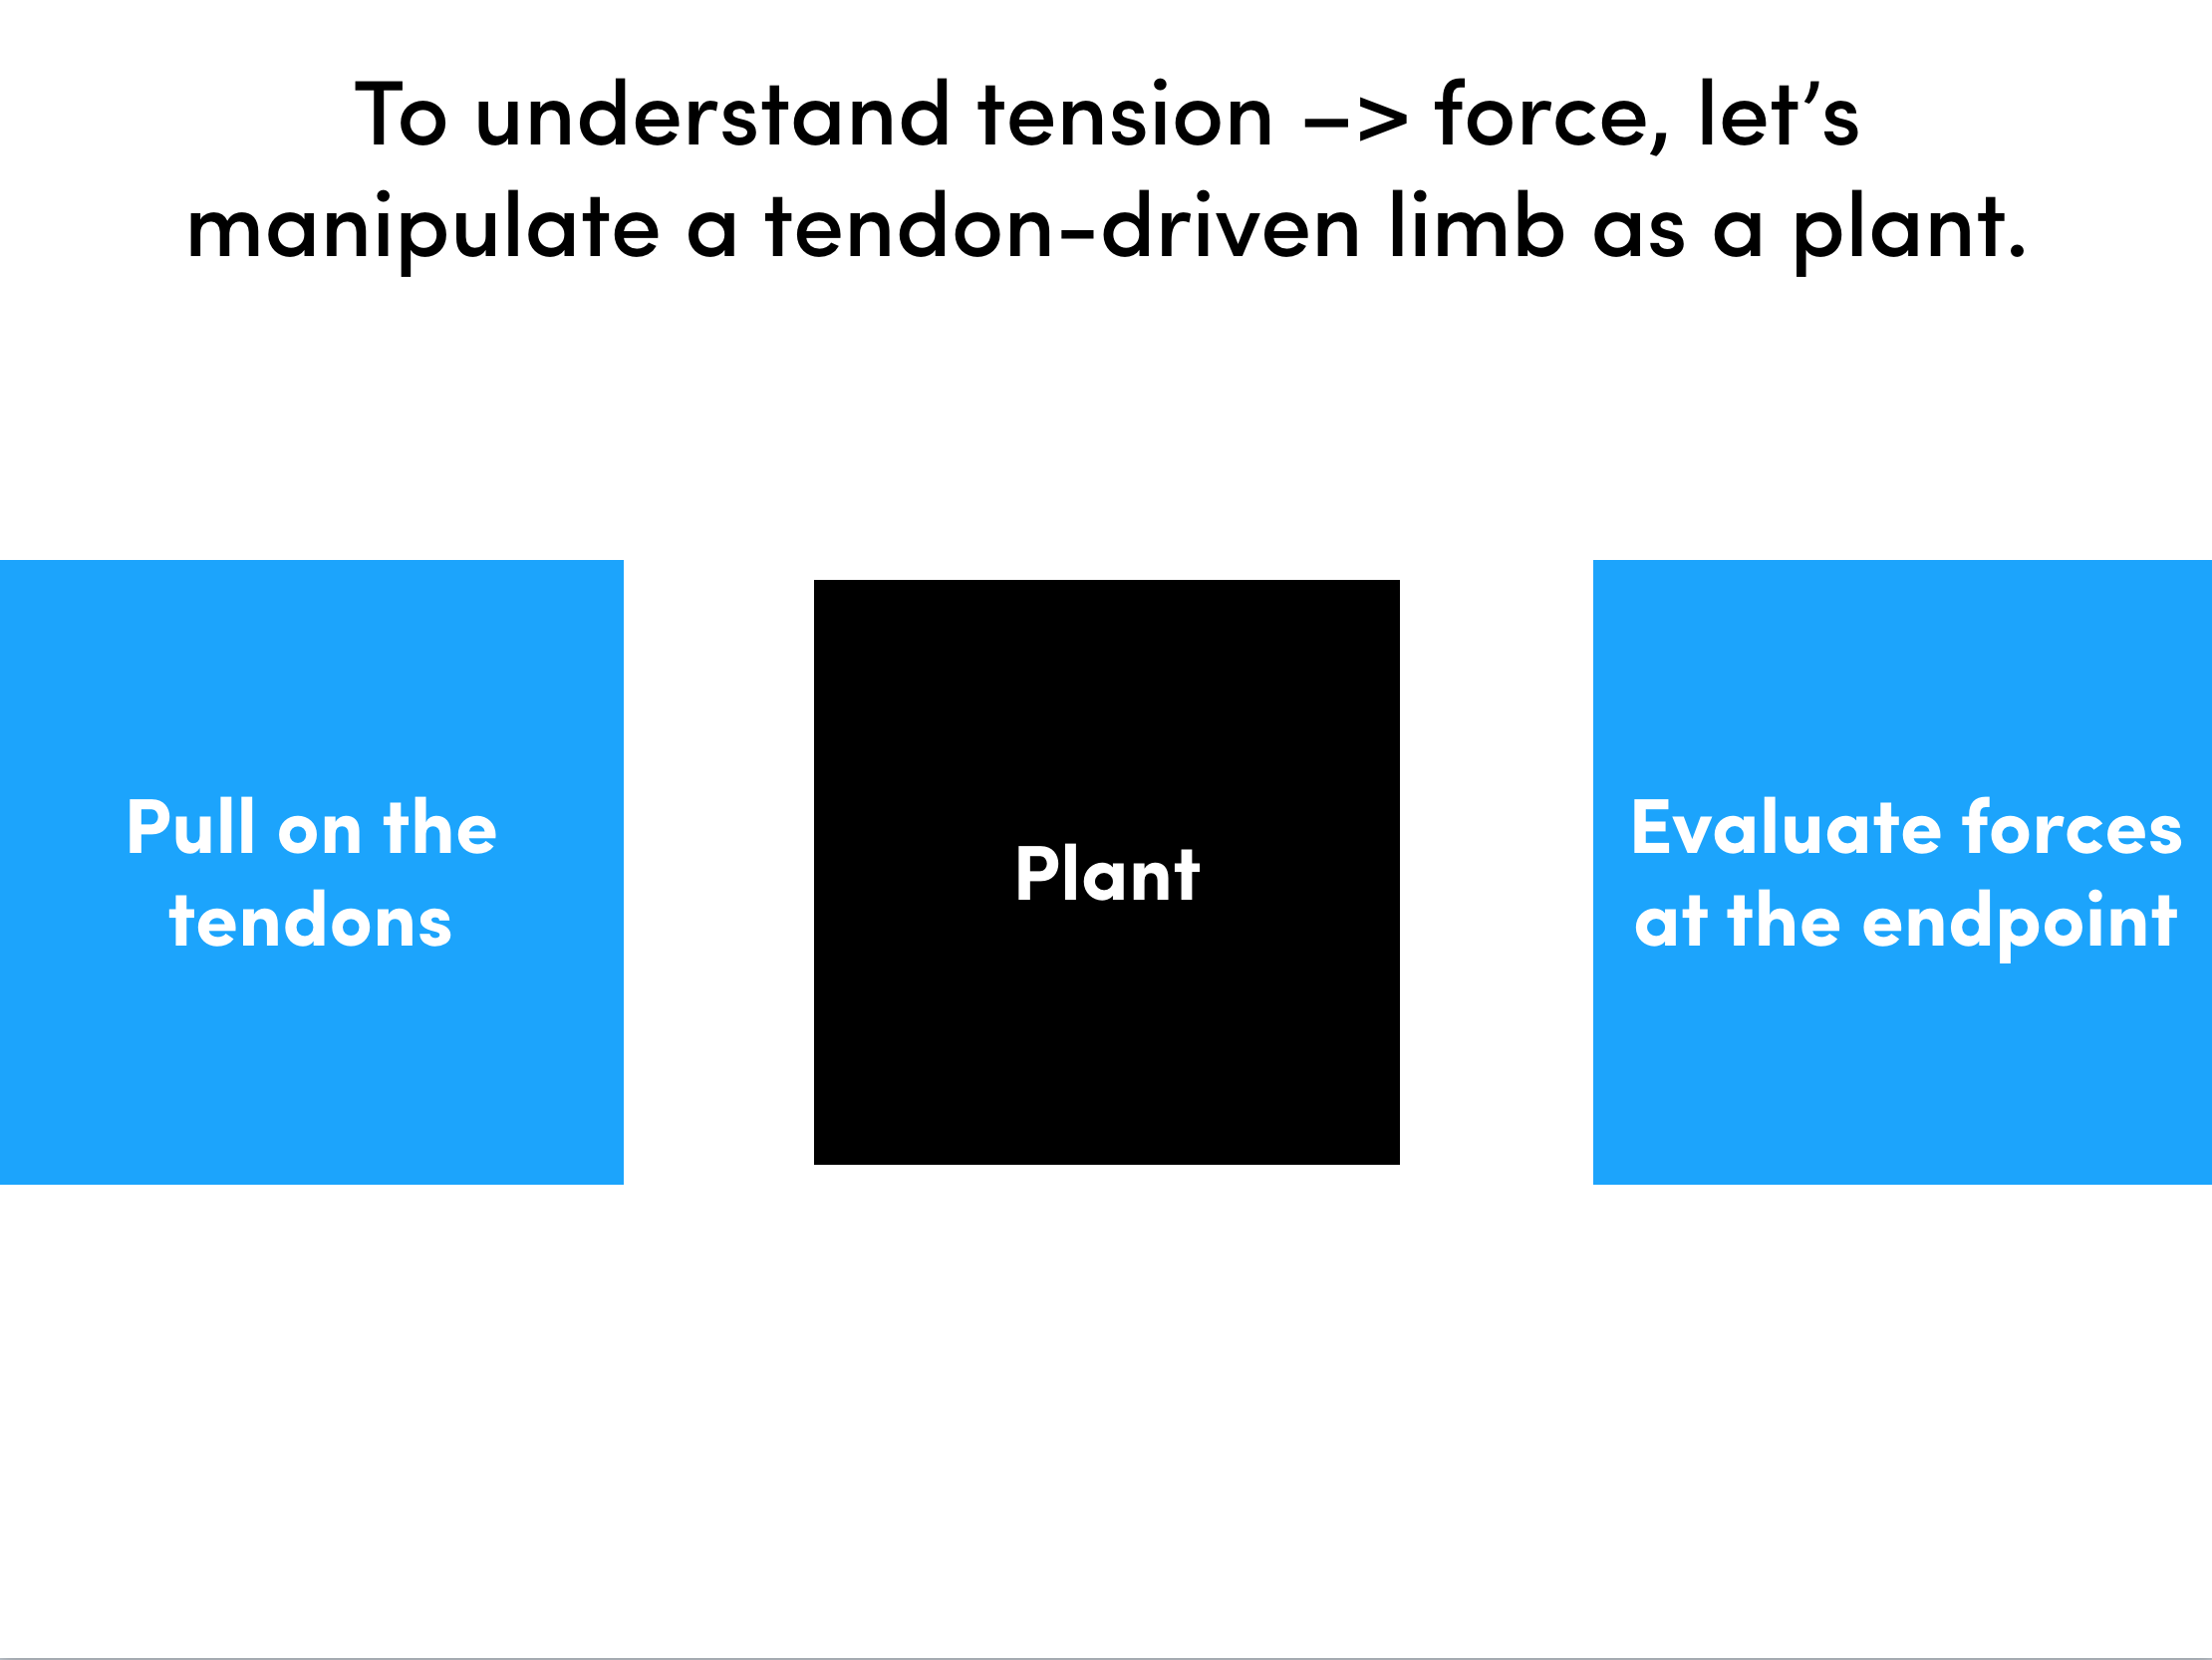 To understand tension –> force, let’s
manipulate a tendon-driven limb as a plant.
Pull on the
tendons
Plant
Evaluate forces
at the endpoint